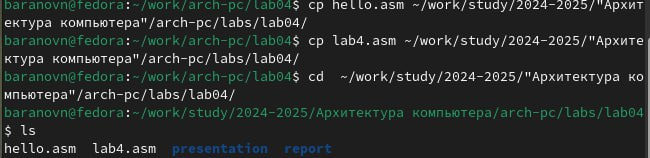 baranovn@fedora:~/work/arch-pc/lab04$ cp hello.asm ~/work/study/2024-2025/"Архит
ектура компьютера"/arch-pc/labs/lab04/
baranovn@fedora:~/work/arch-pc/lab04$ cp lab4.asm ~/work/study/2024-2025/"Архите
ктура компьютера"/arch-pc/labs/lab04/
baranovn@fedora:~/work/arch-pc/lab04$ cd  ~/work/study/2024-2025/"Архитектура ко
мпьютера"/arch-pc/labs/lab04/
baranovn@fedora:~/work/study/2024-2025/Архитектура компьютера/arch-pc/labs/lab04
$ ls
hello.asm  lab4.asm  presentation  report